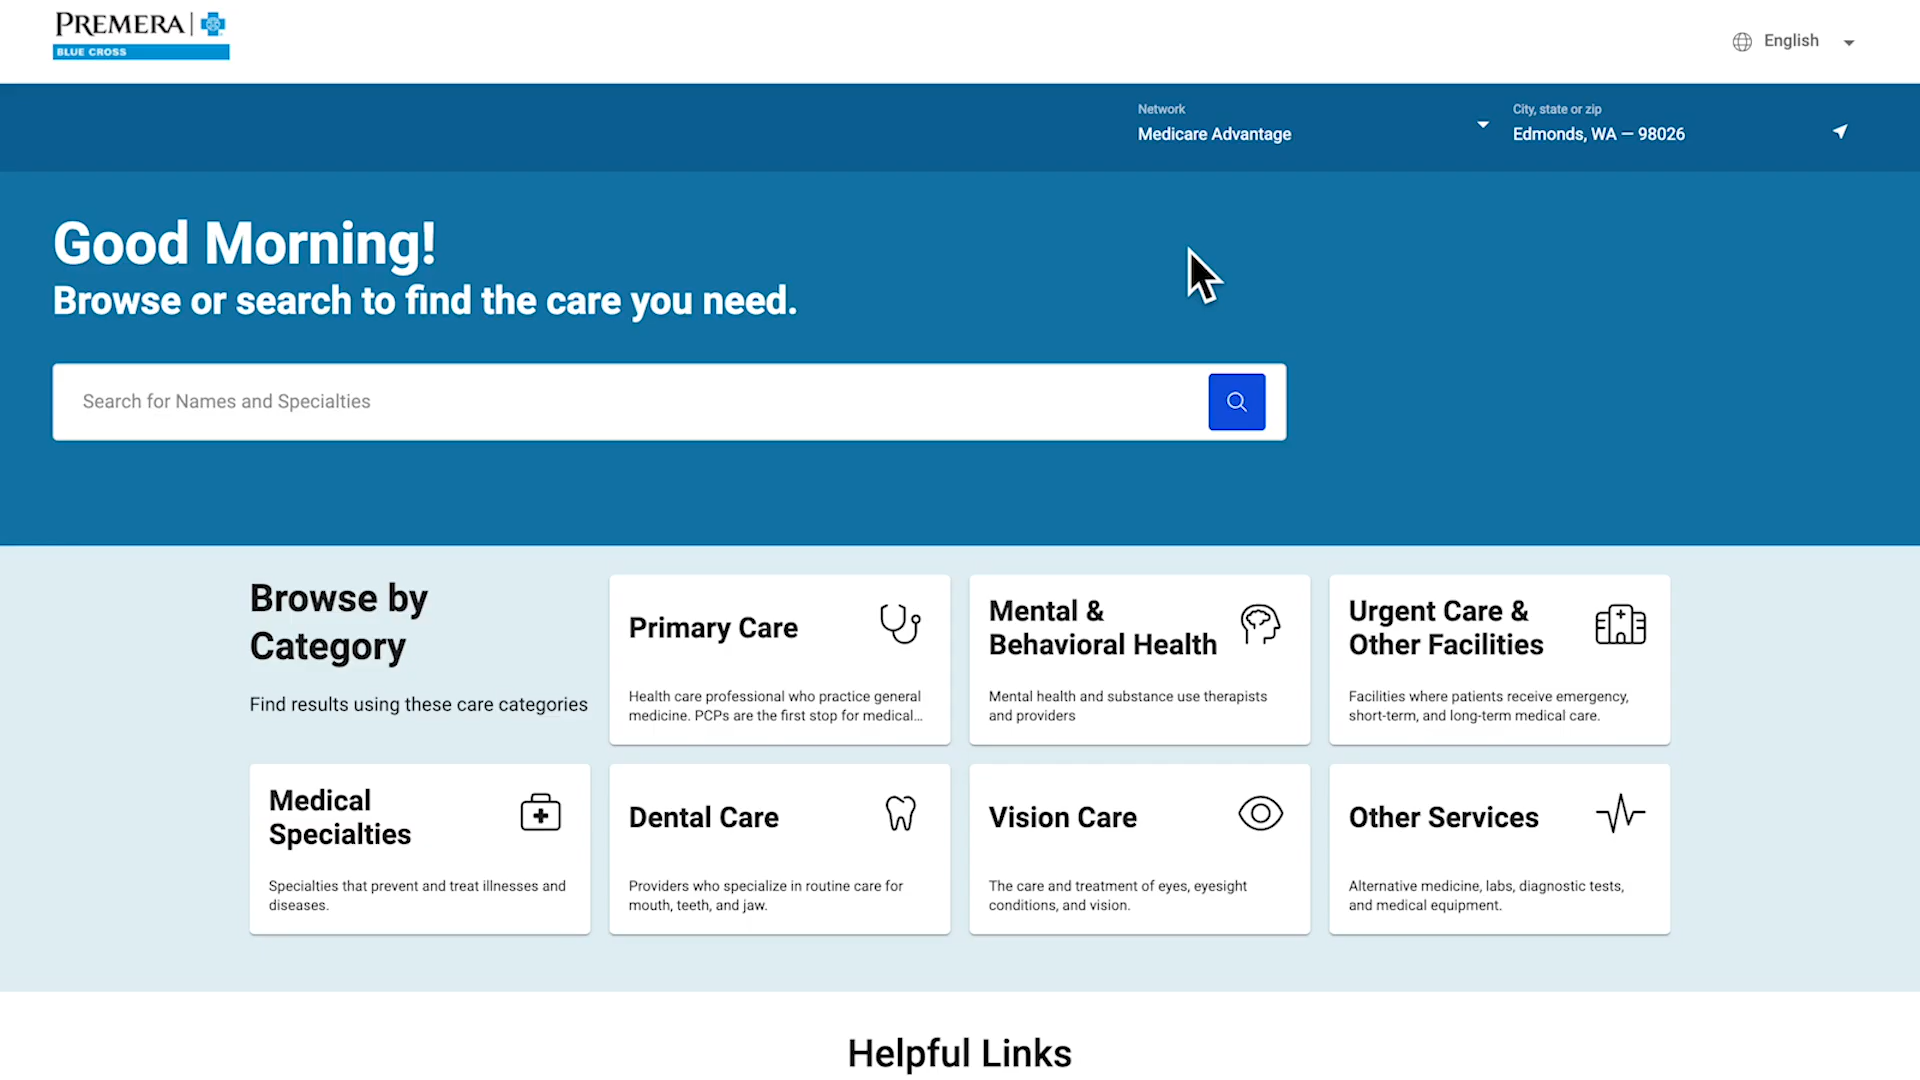 PREMERA
BLUE CROSS
English
Network
Medicare Advantage
City, state or zip
Edmonds, WA — 98026
Good Morning!
Browse or search to find the care you need.
Search for Names and Specialties
Browse by
Category
Find results using these care categories
Primary Care
Health care professional who practice general
medicine. PCPs are the first stop for medical...
Mental &
Behavioral Health
Mental health and substance use therapists
and providers
Urgent Care &
Other Facilities
Facilities where patients receive emergency,
short-term, and long-term medical care.
Medical
Specialties
Specialties that prevent and treat illnesses and
diseases.
Dental Care
Providers who specialize in routine care for
mouth, teeth, and jaw.
Vision Care
The care and treatment of eyes, eyesight
conditions, and vision.
Other Services
Alternative medicine, labs, diagnostic tests,
and medical equipment.
Helpful Links